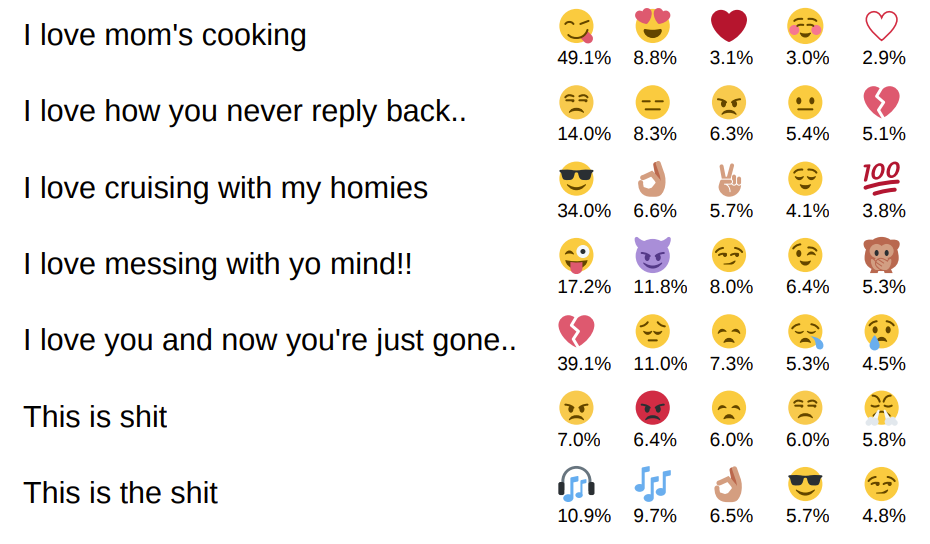 I love mom's cooking
49.1% 8.8% 3.1% 3.0% 2.9%
I love how you never reply back..
14.0% 8.3% 6.3% 5.4% 5.1%
I love cruising with my homies
34.0% 6.6% 5.7% 4.1% 3.8%
I love messing with yo mind!!
17.2% 11.8% 8.0% 6.4% 5.3%
I love you and now you're just gone..
39.1% 11.0% 7.3% 5.3% 4.5%
This is shit
7.0% 6.4% 6.0% 6.0% 5.8%
This is the shit
10.9% 9.7% 6.5% 5.7% 4.8%